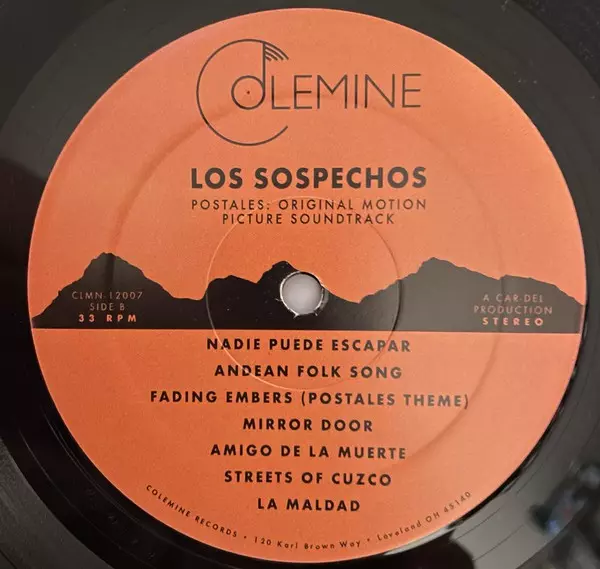 COLEMINE
LOS SOSPECHOS
POSTALES: ORIGINAL MOTION
PICTURE SOUNDTRACK
CLMN-12007
SIDE B
33 RPM
A CAR-DEL
PRODUCTION
STEREO
NADIE PUEDE ESCAPAR
ANDEAN FOLK SONG
FADING EMBERS (POSTALES THEME)
MIRROR DOOR
AMIGO DE LA MUERTE
STREETS OF CUZCO
LA MALDAD
COLEMINE RECORDS • 120 Karl Brown Way • Loveland OH 45140